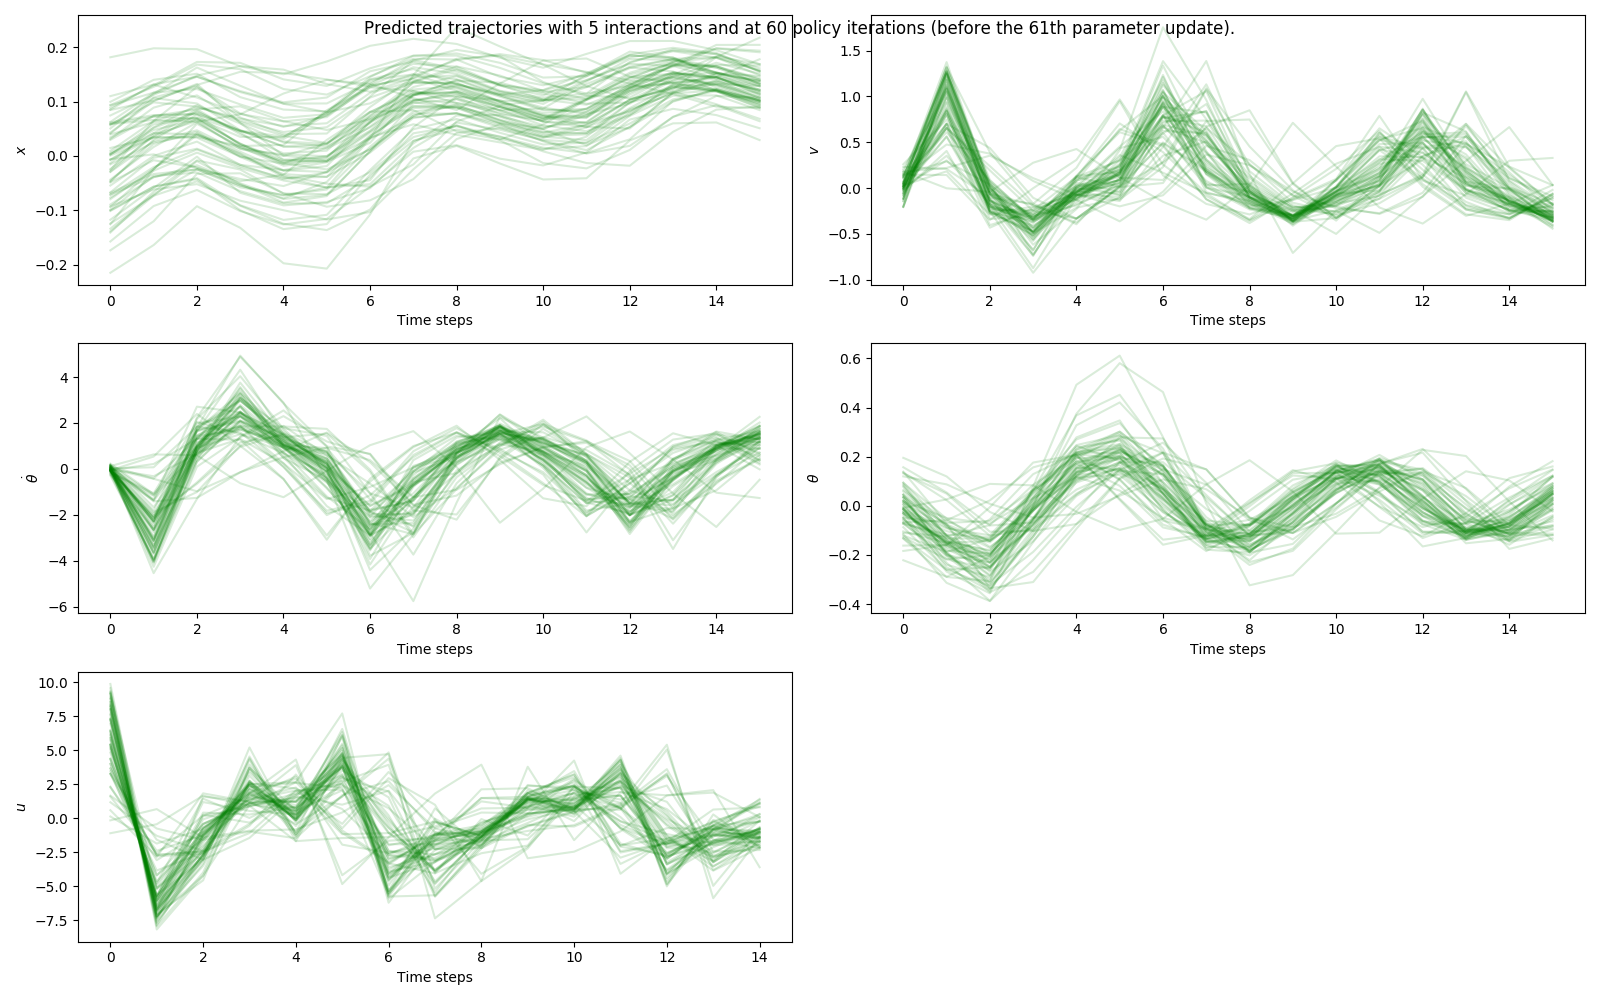 Predicted trajectories with 5 interactions and at 60 policy iterations (before the 61th parameter update).
0.2
0.1
0.0
−0.1
−0.2
x
0 2 4 6 8 10 12 14
Time steps
1.5
1.0
0.5
0.0
−0.5
−1.0
v
0 2 4 6 8 10 12 14
Time steps
4
2
0
−2
−4
−6
θ̇
0 2 4 6 8 10 12 14
Time steps
0.6
0.4
0.2
0.0
−0.2
−0.4
θ
0 2 4 6 8 10 12 14
Time steps
10.0
7.5
5.0
2.5
0.0
−2.5
−5.0
−7.5
u
0 2 4 6 8 10 12 14
Time steps